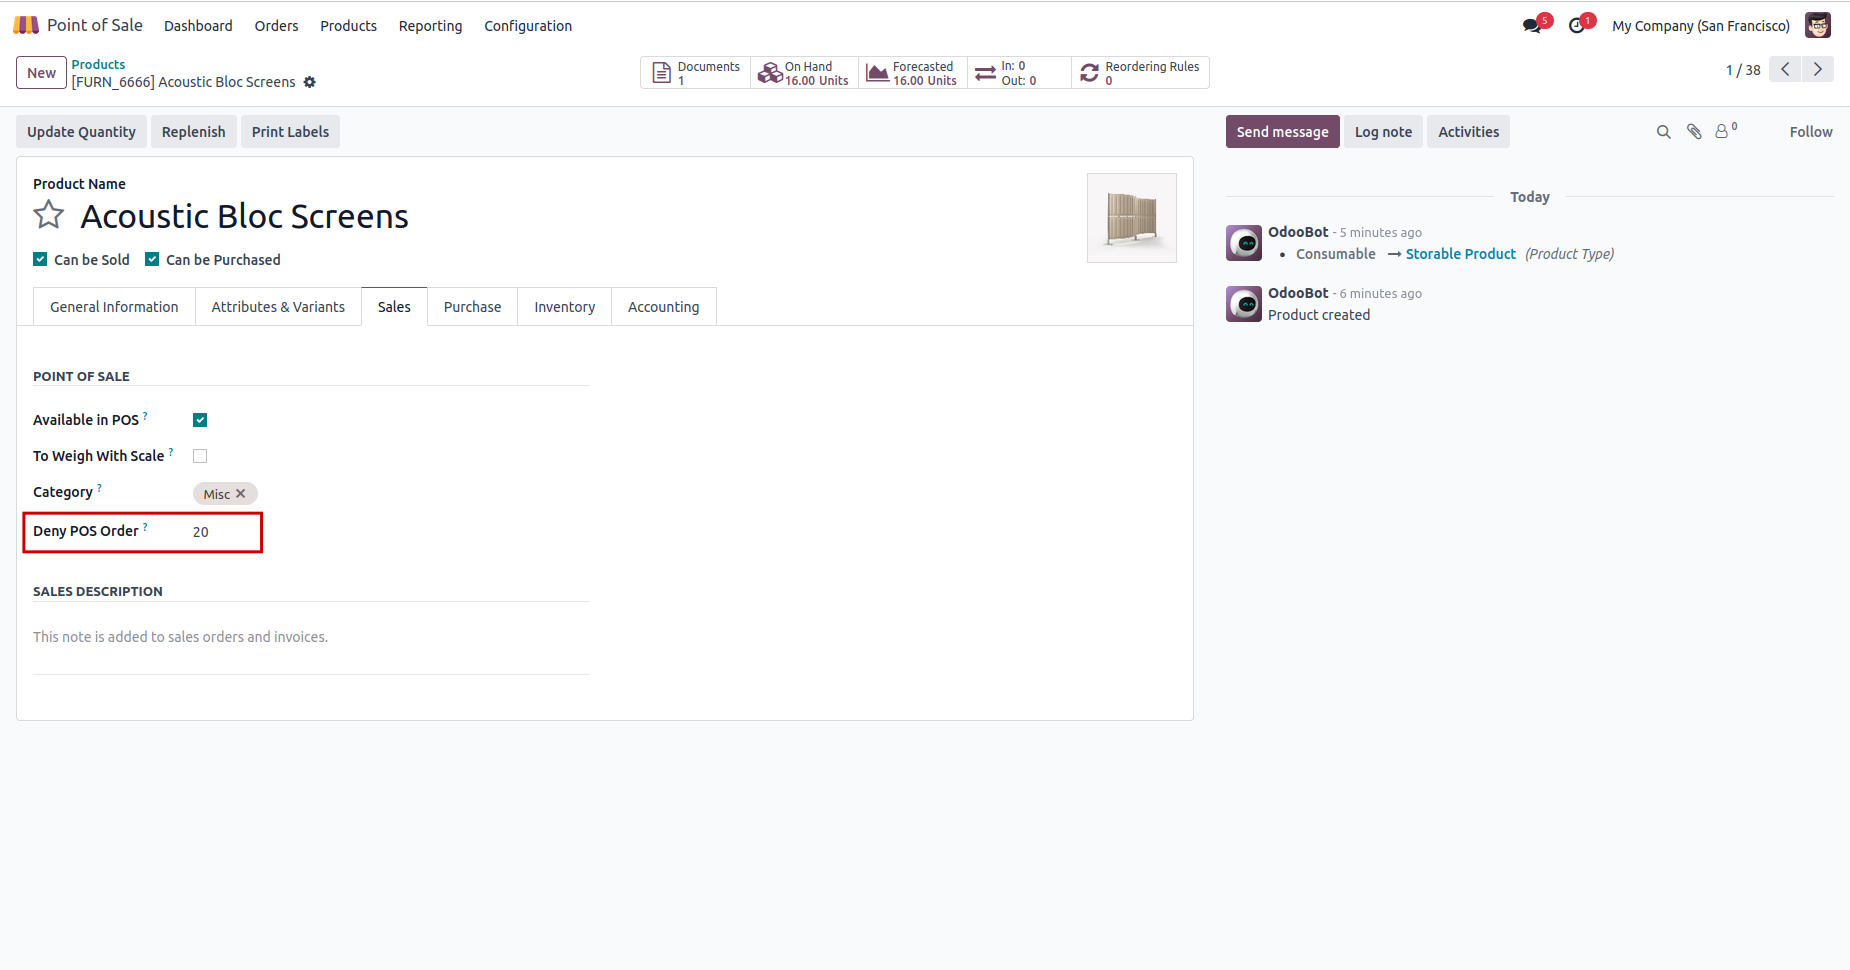 Point of Sale Dashboard Orders Products Reporting Configuration 5 1 My Company (San Francisco)
New Products
[FURN_6666] Acoustic Bloc Screens
Documents
1
On Hand
16.00 Units
Forecasted
16.00 Units
In: 0
Out: 0
Reordering Rules
0
1 / 38
Update Quantity Replenish Print Labels
Send message Log note Activities 0 Follow
Product Name
Acoustic Bloc Screens
Can be Sold Can be Purchased
General Information Attributes & Variants Sales Purchase Inventory Accounting
POINT OF SALE
Available in POS ?
To Weigh With Scale ?
Category ? Misc ✕
Deny POS Order ? 20
SALES DESCRIPTION
This note is added to sales orders and invoices.
Today
OdooBot - 5 minutes ago
• Consumable → Storable Product (Product Type)
OdooBot - 6 minutes ago
Product created